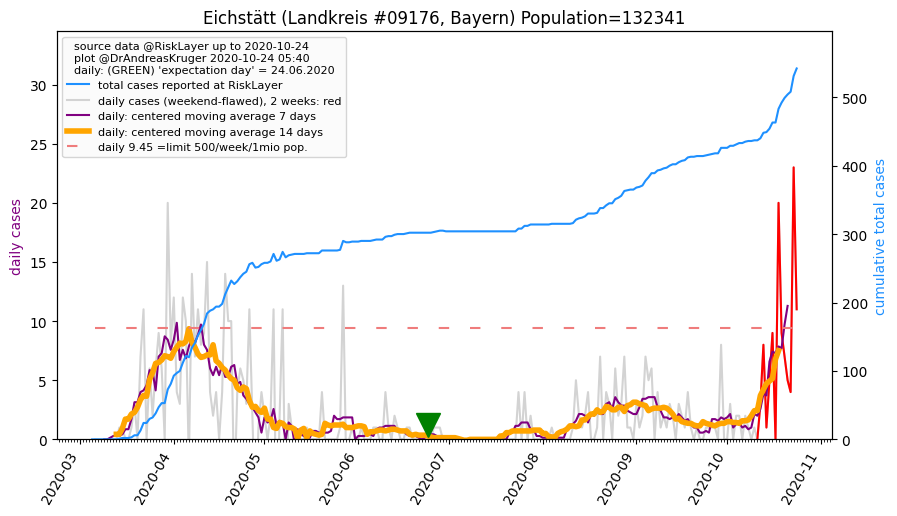 Eichstätt (Landkreis #09176, Bayern) Population=132341
source data @RiskLayer up to 2020-10-24
plot @DrAndreasKruger 2020-10-24 05:40
daily: (GREEN) 'expectation day' = 24.06.2020
total cases reported at RiskLayer
daily cases (weekend-flawed), 2 weeks: red
daily: centered moving average 7 days
daily: centered moving average 14 days
daily 9.45 =limit 500/week/1mio pop.
daily cases
30
25
20
15
10
5
0
cumulative total cases
500
400
300
200
100
0
2020-03
2020-04
2020-05
2020-06
2020-07
2020-08
2020-09
2020-10
2020-11